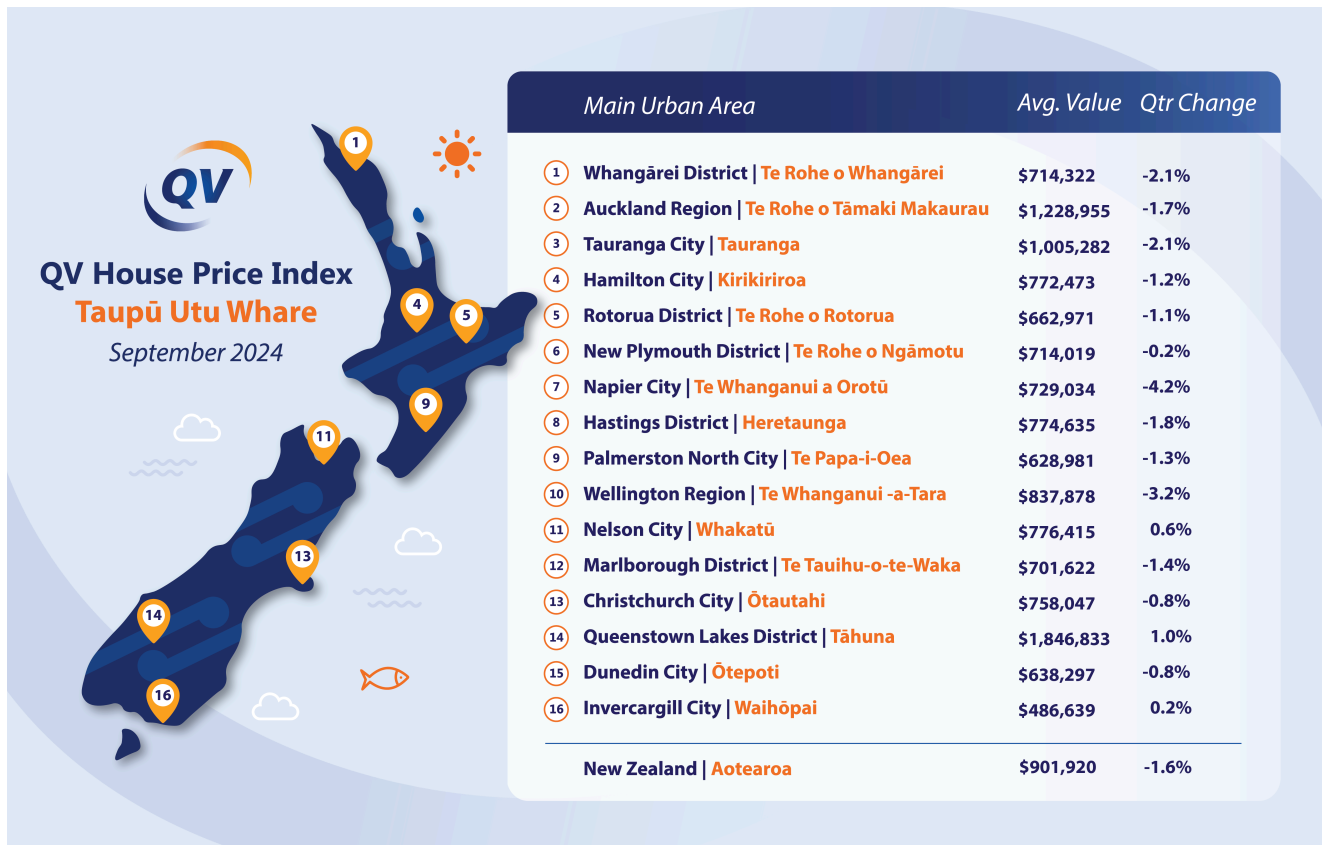 QV
QV House Price Index
Taupū Utu Whare
September 2024
1
4
5
9
11
13
14
16
Main Urban Area Avg. Value Qtr Change
1 Whangārei District | Te Rohe o Whangārei $714,322 -2.1%
2 Auckland Region | Te Rohe o Tāmaki Makaurau $1,228,955 -1.7%
3 Tauranga City | Tauranga $1,005,282 -2.1%
4 Hamilton City | Kirikiriroa $772,473 -1.2%
5 Rotorua District | Te Rohe o Rotorua $662,971 -1.1%
6 New Plymouth District | Te Rohe o Ngāmotu $714,019 -0.2%
7 Napier City | Te Whanganui a Orotū $729,034 -4.2%
8 Hastings District | Heretaunga $774,635 -1.8%
9 Palmerston North City | Te Papa-i-Oea $628,981 -1.3%
10 Wellington Region | Te Whanganui -a-Tara $837,878 -3.2%
11 Nelson City | Whakatū $776,415 0.6%
12 Marlborough District | Te Tauihu-o-te-Waka $701,622 -1.4%
13 Christchurch City | Ōtautahi $758,047 -0.8%
14 Queenstown Lakes District | Tāhuna $1,846,833 1.0%
15 Dunedin City | Ōtepoti $638,297 -0.8%
16 Invercargill City | Waihōpai $486,639 0.2%
New Zealand | Aotearoa $901,920 -1.6%